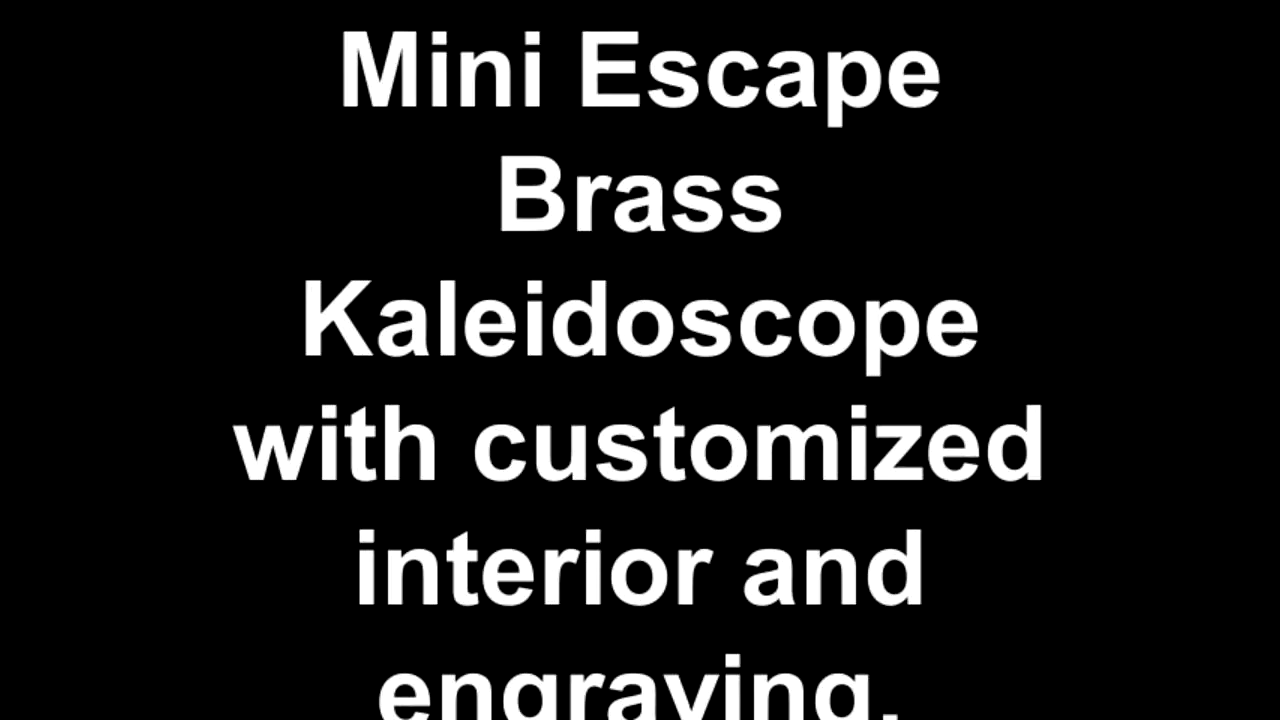 Mini Escape
Brass
Kaleidoscope
with customized
interior and
engraving.